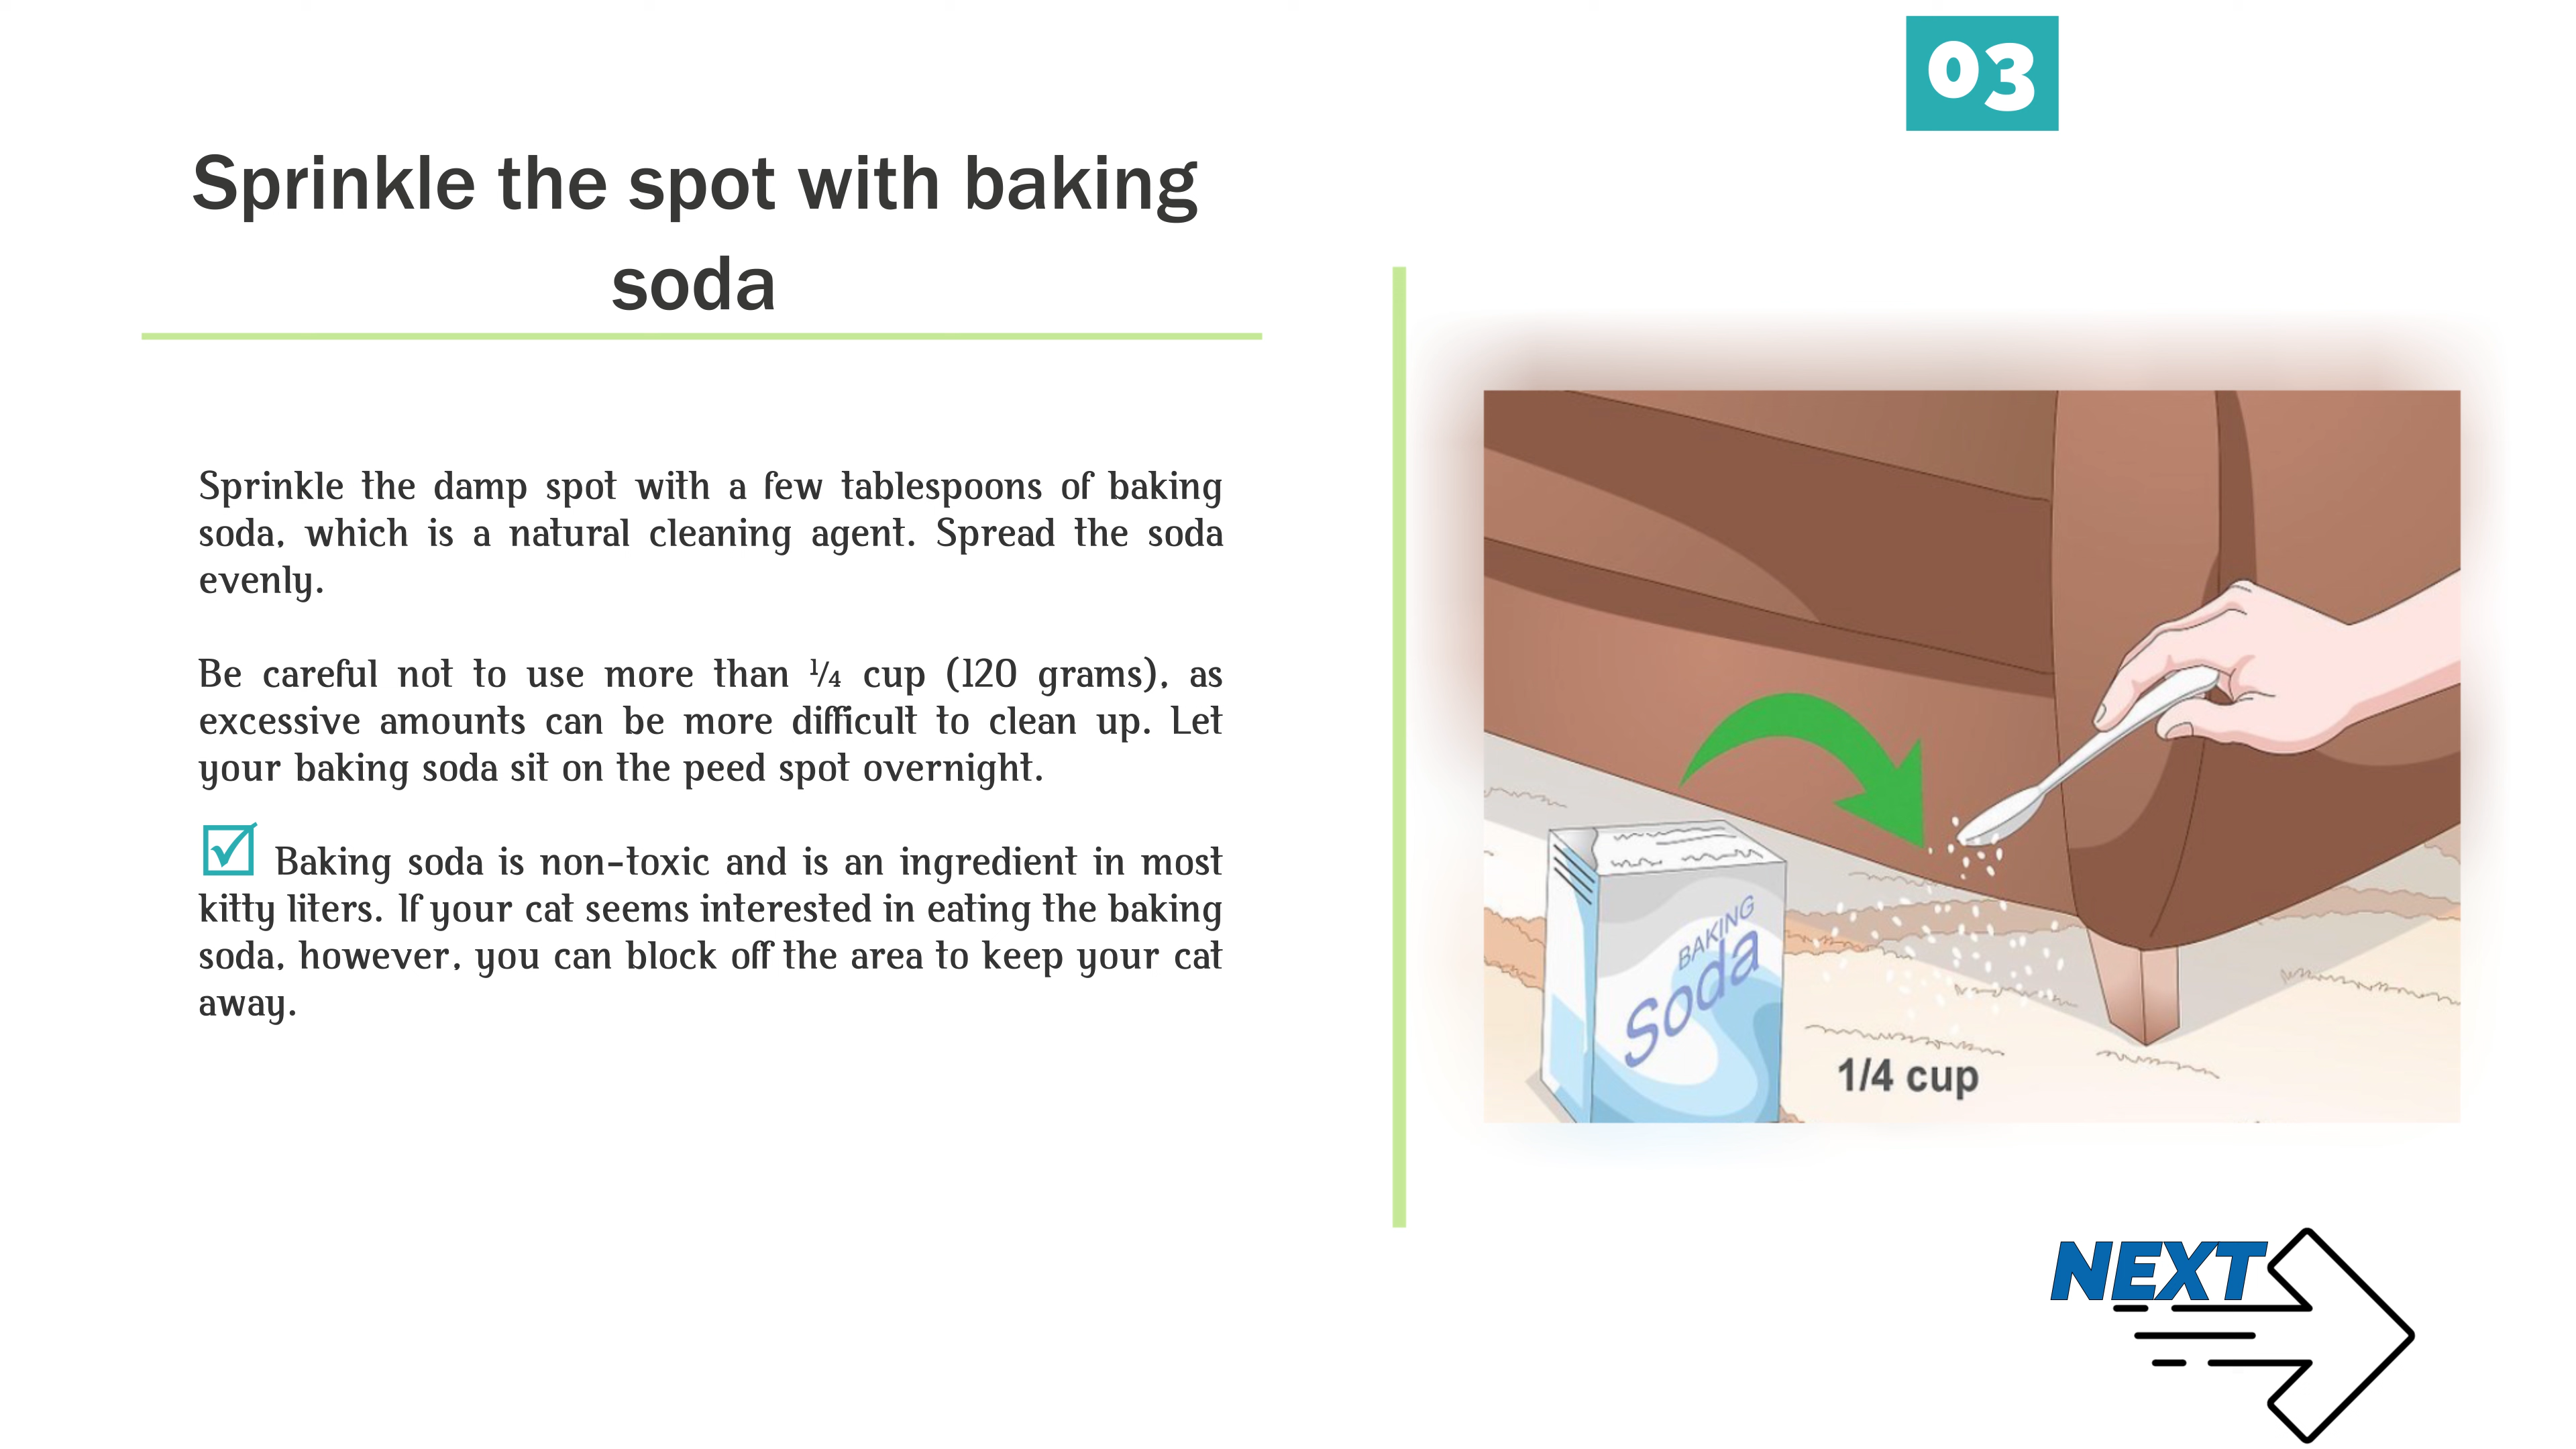 03
Sprinkle the spot with baking
soda
Sprinkle the damp spot with a few tablespoons of baking
soda, which is a natural cleaning agent. Spread the soda
evenly.
Be careful not to use more than ¼ cup (120 grams), as
excessive amounts can be more difficult to clean up. Let
your baking soda sit on the peed spot overnight.
Baking soda is non-toxic and is an ingredient in most
kitty liters. If your cat seems interested in eating the baking
soda, however, you can block off the area to keep your cat
away.
BAKING
Soda
1/4 cup
NEXT